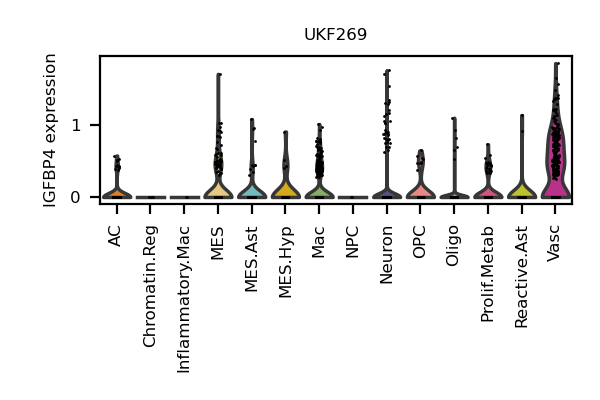 UKF269
IGFBP4 expression
1
0
AC
Chromatin.Reg
Inflammatory.Mac
MES
MES.Ast
MES.Hyp
Mac
NPC
Neuron
OPC
Oligo
Prolif.Metab
Reactive.Ast
Vasc